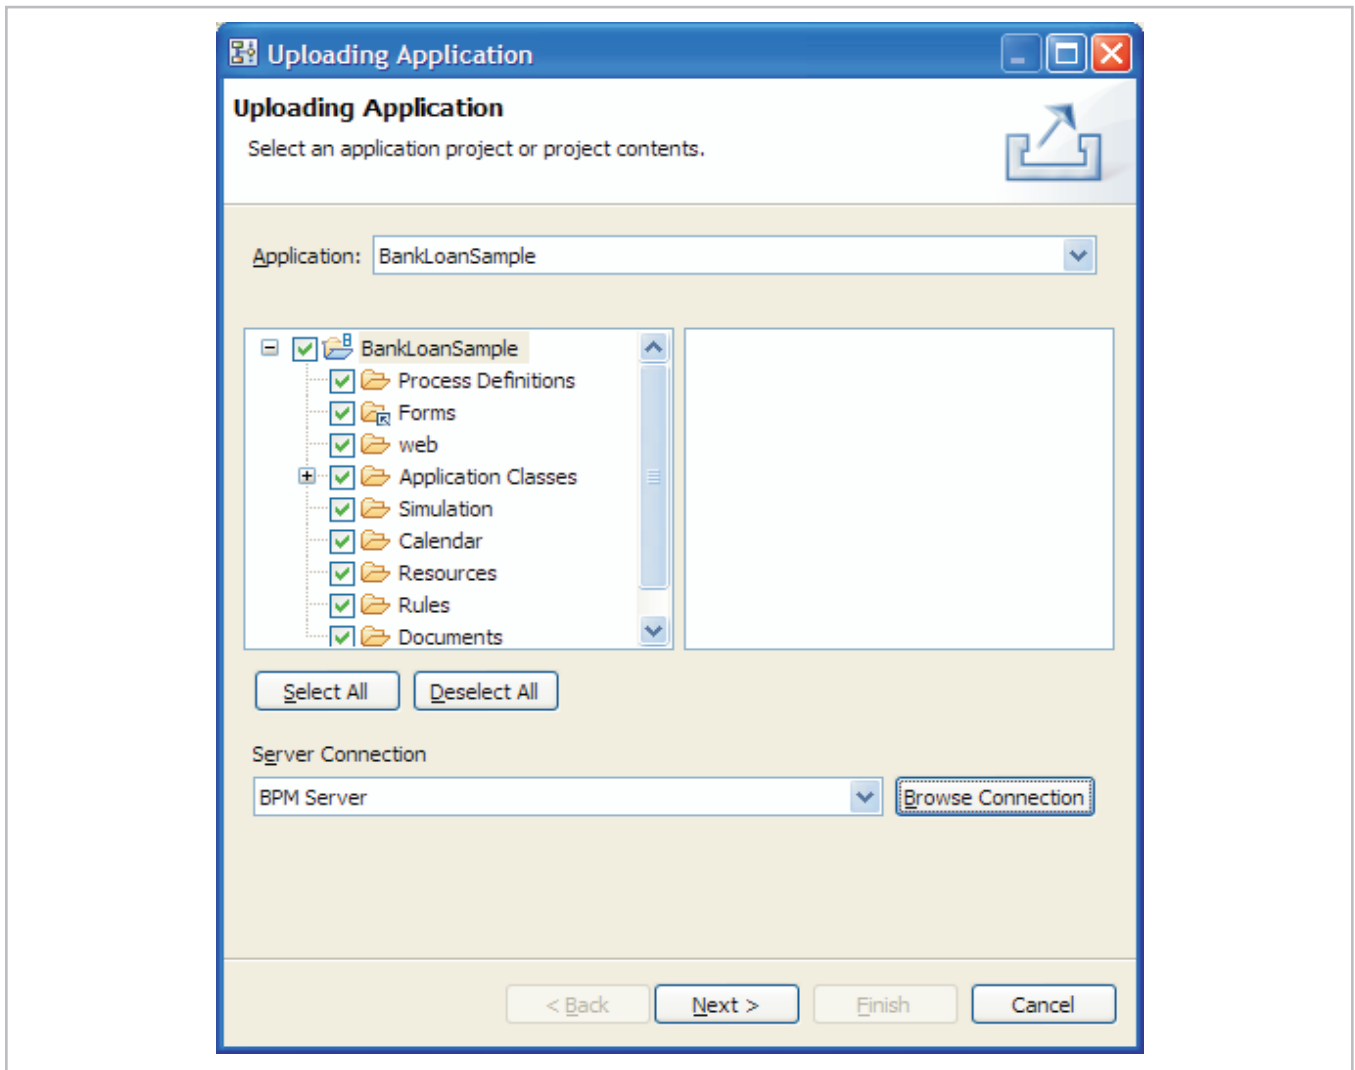 Uploading Application
Uploading Application
Select an application project or project contents.
Application: BankLoanSample
BankLoanSample
Process Definitions
Forms
web
Application Classes
Simulation
Calendar
Resources
Rules
Documents
Select All Deselect All
Server Connection
BPM Server Browse Connection
< Back Next > Finish Cancel